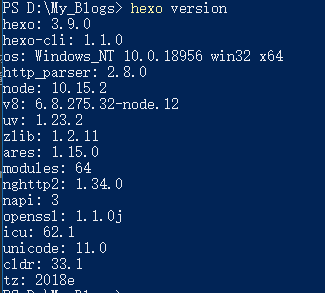 PS D:\My_Blogs> hexo version
hexo: 3.9.0
hexo-cli: 1.1.0
os: Windows_NT 10.0.18956 win32 x64
http_parser: 2.8.0
node: 10.15.2
v8: 6.8.275.32-node.12
uv: 1.23.2
zlib: 1.2.11
ares: 1.15.0
modules: 64
nghttp2: 1.34.0
napi: 3
openssl: 1.1.0j
icu: 62.1
unicode: 11.0
cldr: 33.1
tz: 2018e
PS D:\My_Blogs>